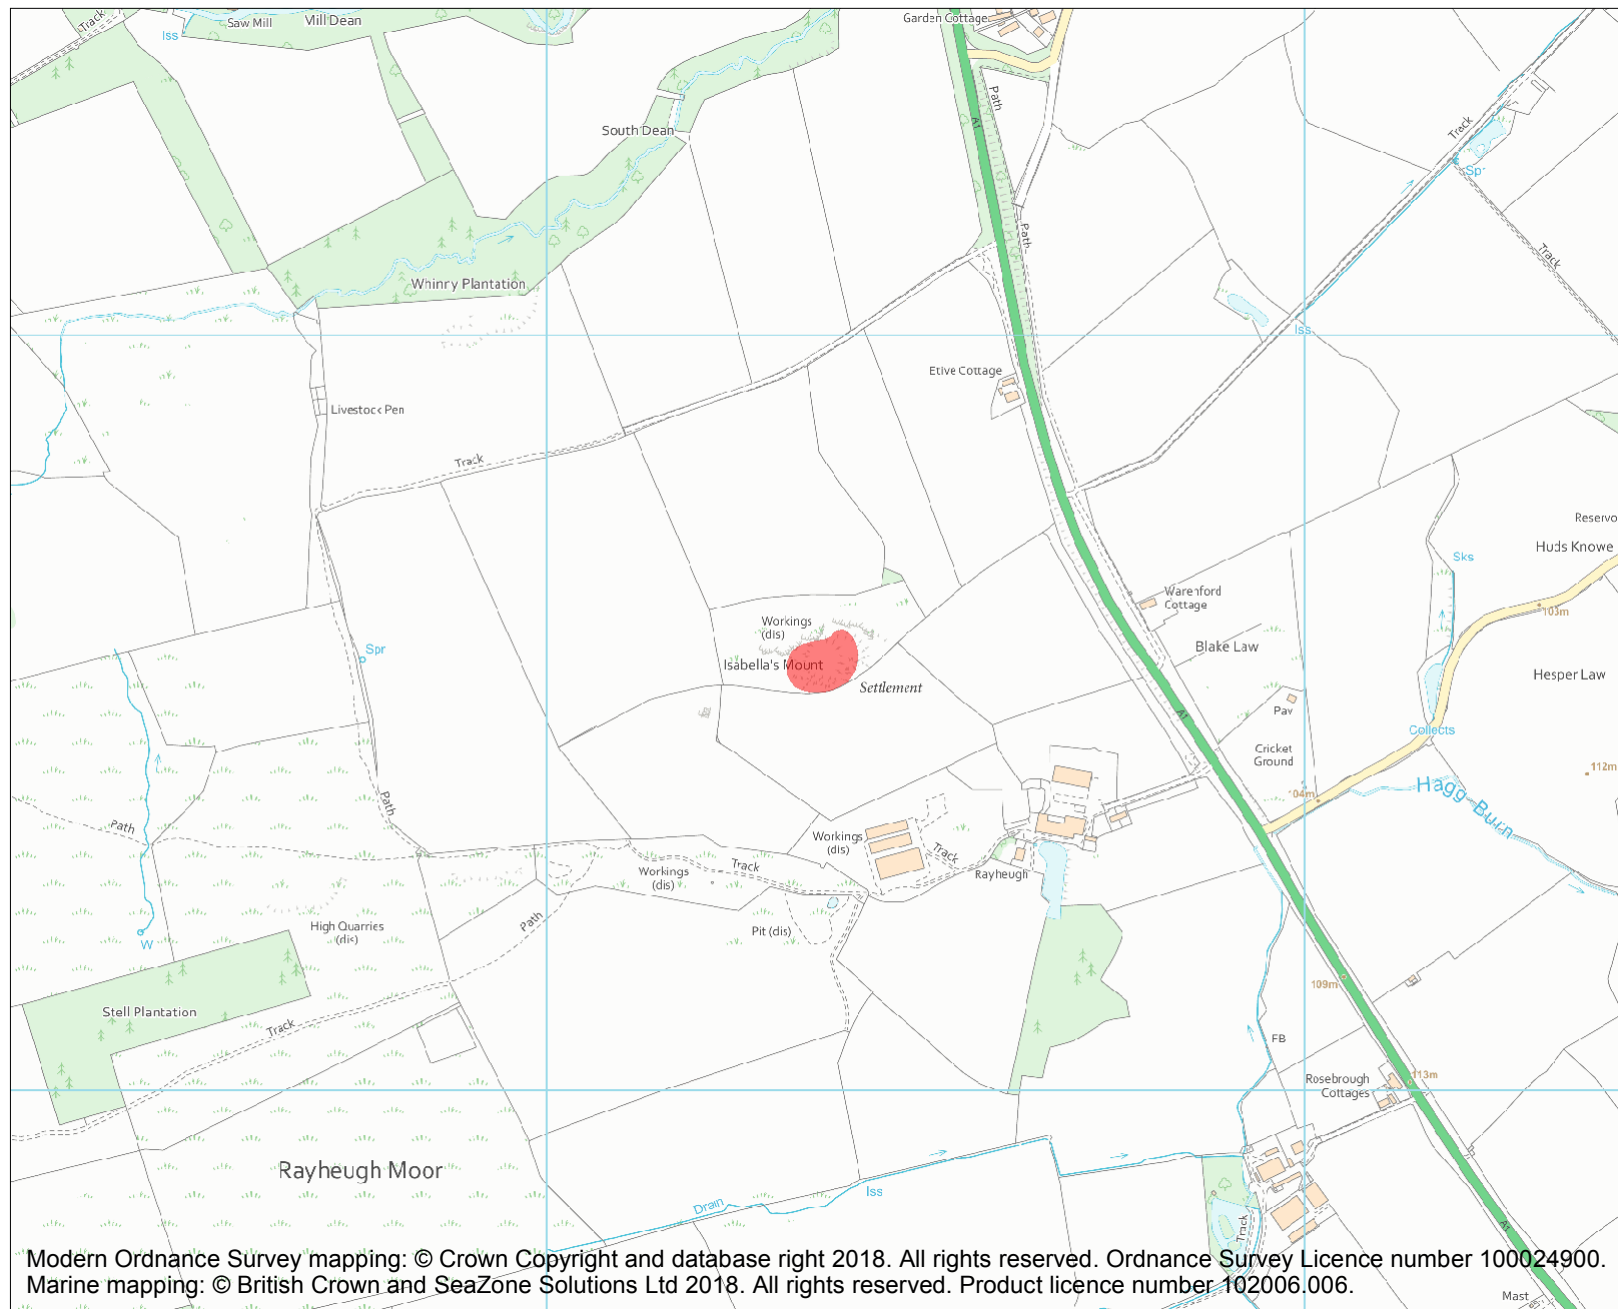 Track
Saw Mill
Mill Dean
Iss
Garden Cottage
Path
A1
South Dean
Track
Spr
Path
Track
Whinry Plantation
Iss
Etive Cottage
Livestock Pen
Track
Huds Knowe
Sks
Warenford
Cottage
103m
Workings
(dis)
Blake Law
Spr
Isabella's Mount
Settlement
Hesper Law
Pav
A1
Collects
Cricket
Ground
112m
Hagg Burn
104m
Path
Path
Workings
(dis)
Track
Track
Rayheugh
Workings
(dis)
High Quarries
(dis)
Path
Pit (dis)
W
109m
Stell Plantation
Track
FB
113m
Rosebrough
Cottages
Rayheugh Moor
Iss
Drain
Track
A1
Modern Ordnance Survey mapping: © Crown Copyright and database right 2018. All rights reserved. Ordnance Survey Licence number 100024900.
Marine mapping: © British Crown and SeaZone Solutions Ltd 2018. All rights reserved. Product licence number 102006.006.
Mast